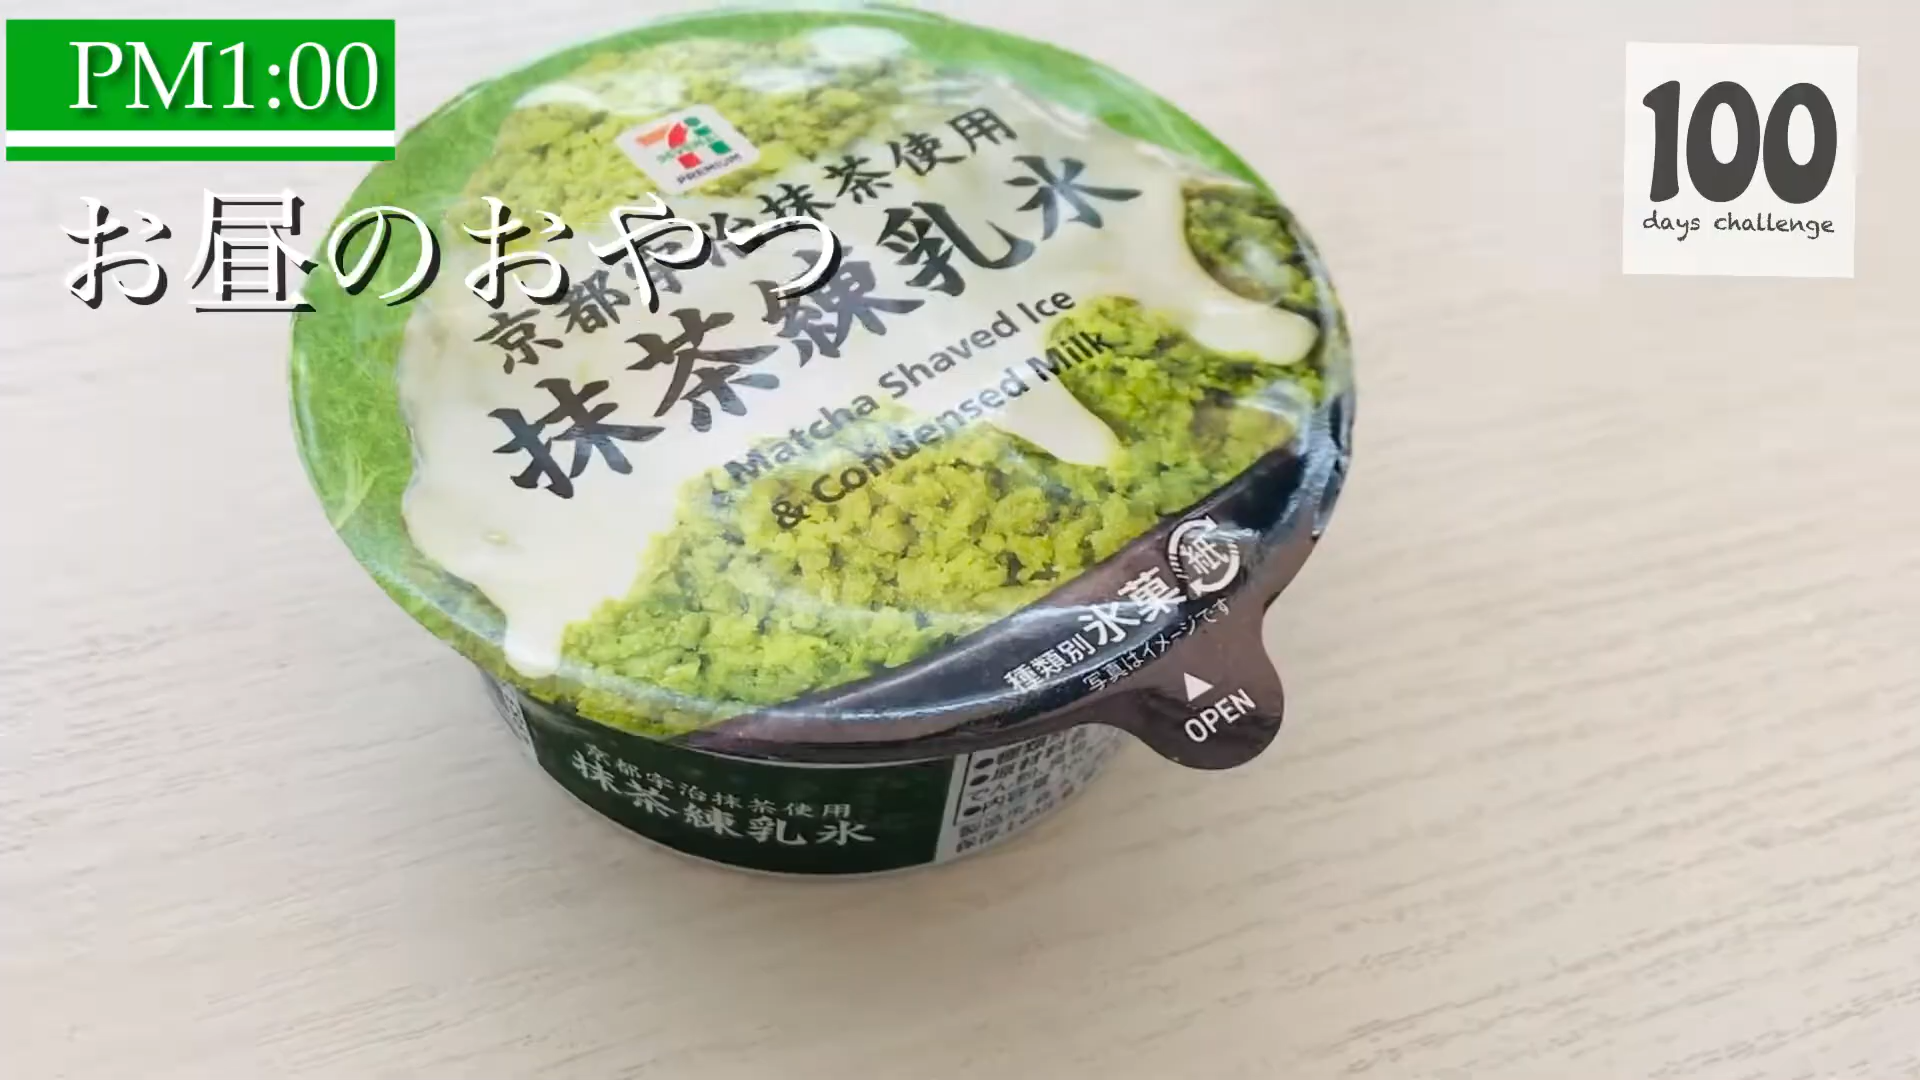 PM1:00
お昼のおやつ
100
days challenge
7
ELEVEN
PREMIUM
京都宇治抹茶使用
抹茶練乳氷
Matcha Shaved Ice
& Condensed Milk
種類別 氷菓
紙
写真はイメージです
OPEN
京都宇治抹茶使用
抹茶練乳氷